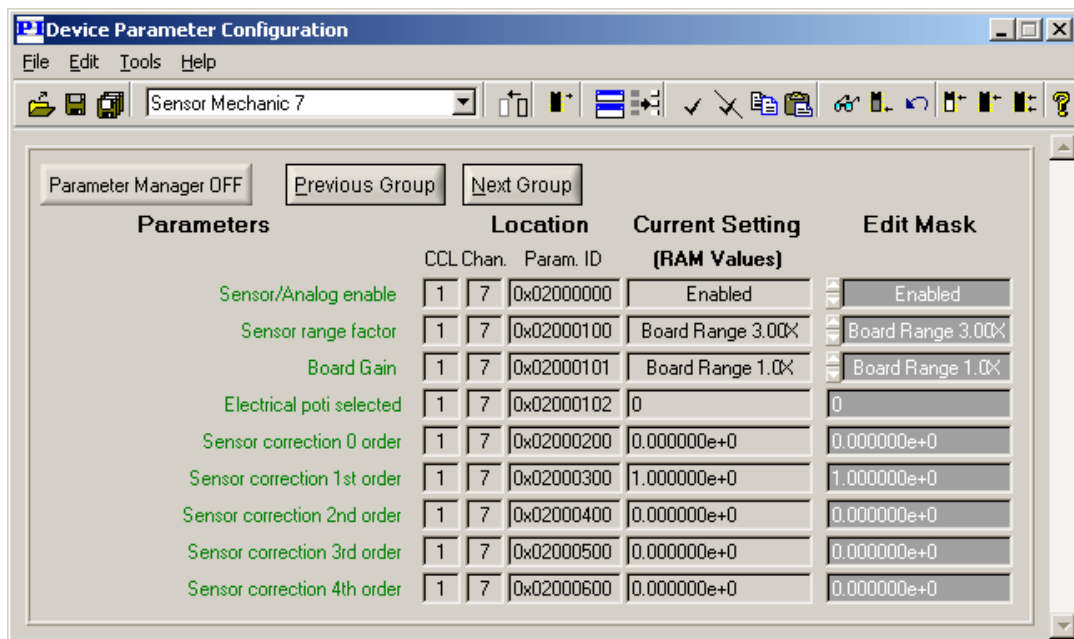 PI Device Parameter Configuration
File Edit Tools Help
Sensor Mechanic 7
Parameter Manager OFF Previous Group Next Group
Parameters Location Current Setting Edit Mask
CCL Chan. Param. ID (RAM Values)
Sensor/Analog enable 1 7 0x02000000 Enabled Enabled
Sensor range factor 1 7 0x02000100 Board Range 3.00X Board Range 3.00X
Board Gain 1 7 0x02000101 Board Range 1.0X Board Range 1.0X
Electrical poti selected 1 7 0x02000102 0 0
Sensor correction 0 order 1 7 0x02000200 0.000000e+0 0.000000e+0
Sensor correction 1st order 1 7 0x02000300 1.000000e+0 1.000000e+0
Sensor correction 2nd order 1 7 0x02000400 0.000000e+0 0.000000e+0
Sensor correction 3rd order 1 7 0x02000500 0.000000e+0 0.000000e+0
Sensor correction 4th order 1 7 0x02000600 0.000000e+0 0.000000e+0